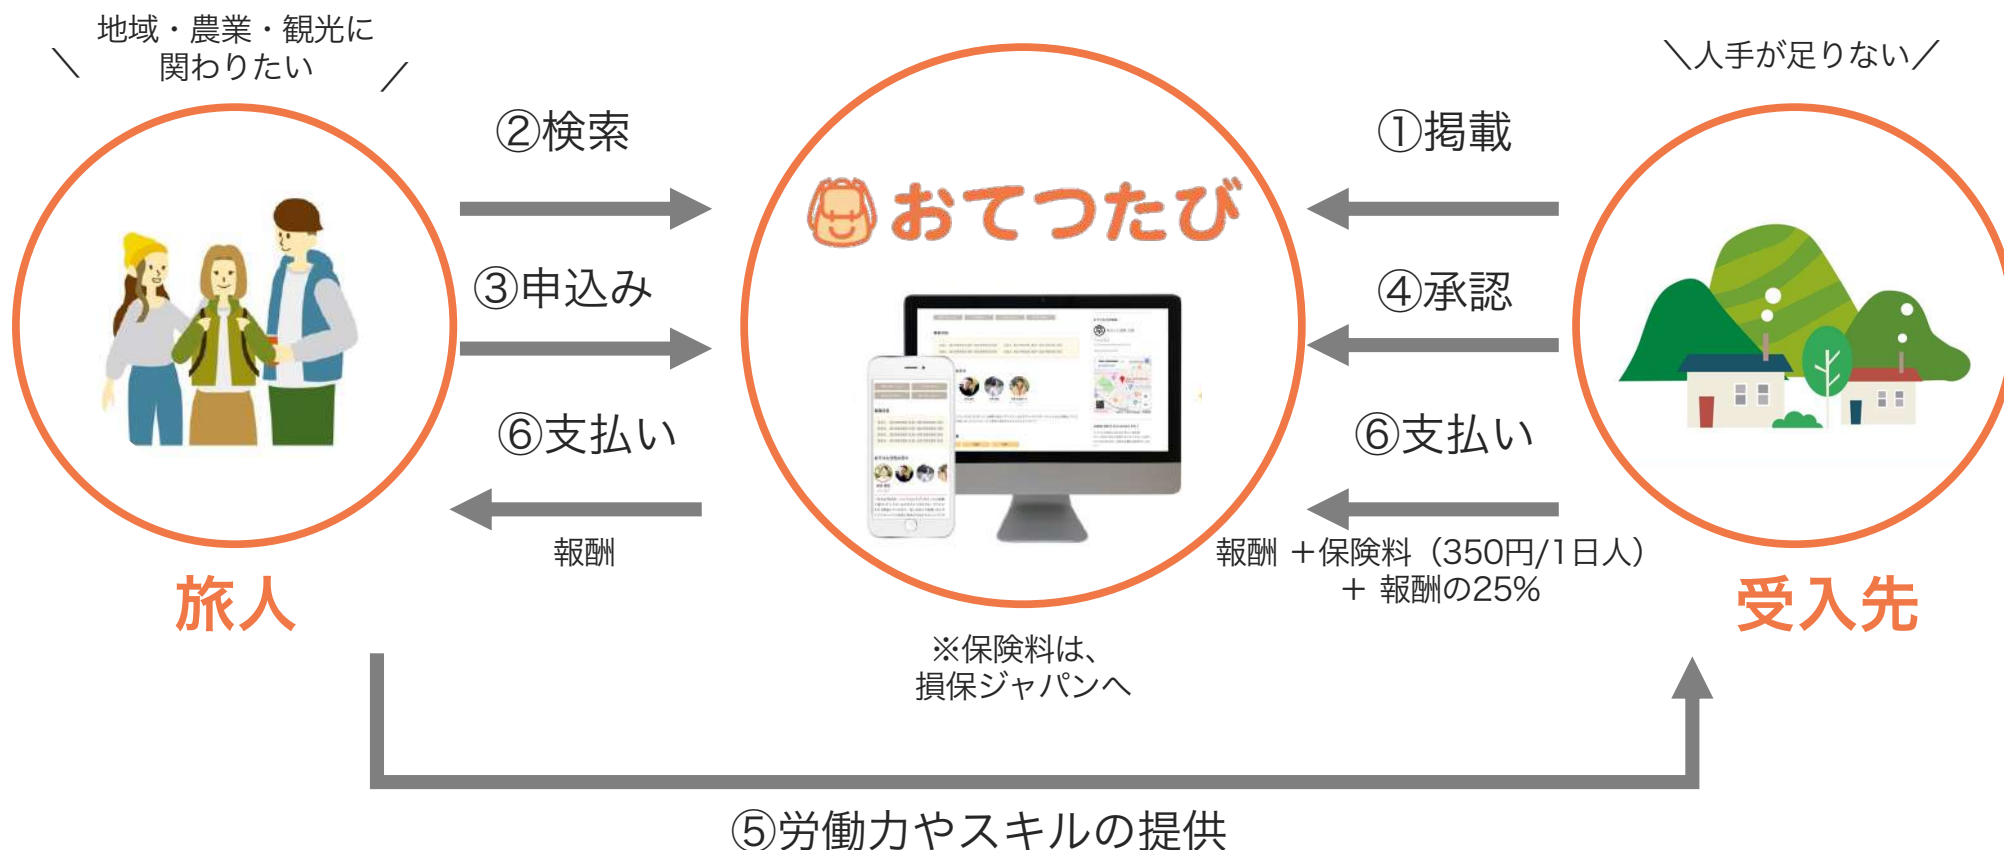 地域・農業・観光に
関わりたい
＼人手が足りない／
②検索
①掲載
おてつたび
③申込み
④承認
⑥支払い
⑥支払い
報酬
報酬 ＋保険料（350円/1日人）
＋ 報酬の25%
旅人
受入先
※保険料は、
損保ジャパンへ
⑤労働力やスキルの提供